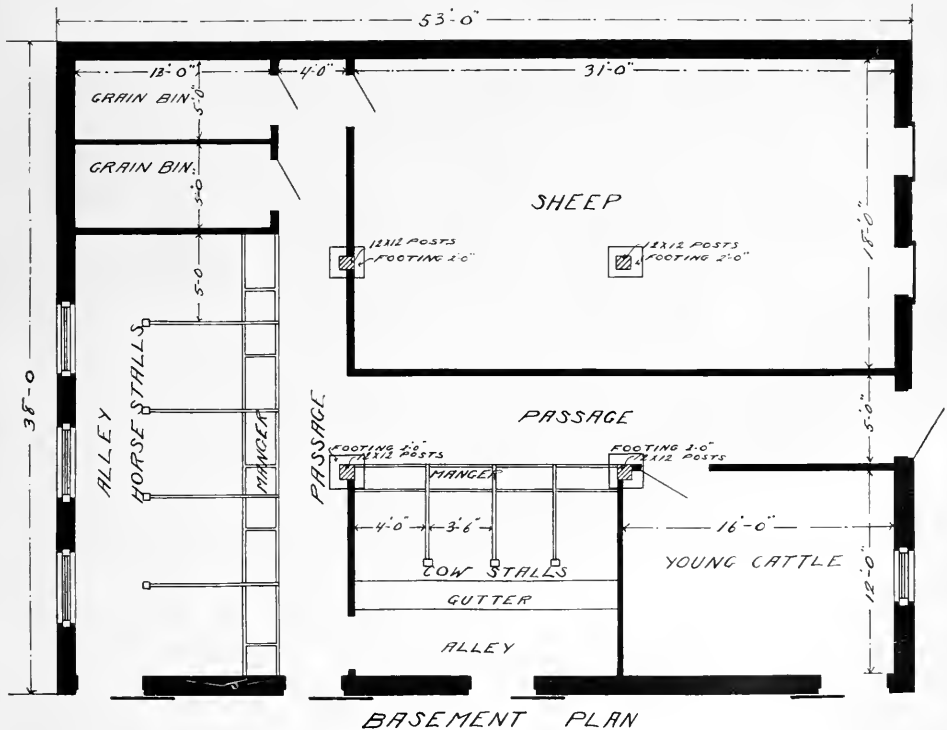 53'-0"
13'-0"
4'-0"
31'-0"
GRAIN BIN.
5'-0"
GRAIN BIN.
5'-0"
SHEEP
18'-0"
12X12 POSTS
FOOTING 2'-0"
12X12 POSTS
FOOTING 2'-0"
5-0
38-0
ALLEY
HORSE STALLS
MANGER
PASSAGE
PASSAGE
5'-0"
FOOTING 2'-0"
12X12 POSTS
FOOTING 2'-0"
12X12 POSTS
MANGER
4'-0"
3'-6"
16'-0"
COW STALLS
YOUNG CATTLE
12'-0"
GUTTER
ALLEY
BASEMENT PLAN